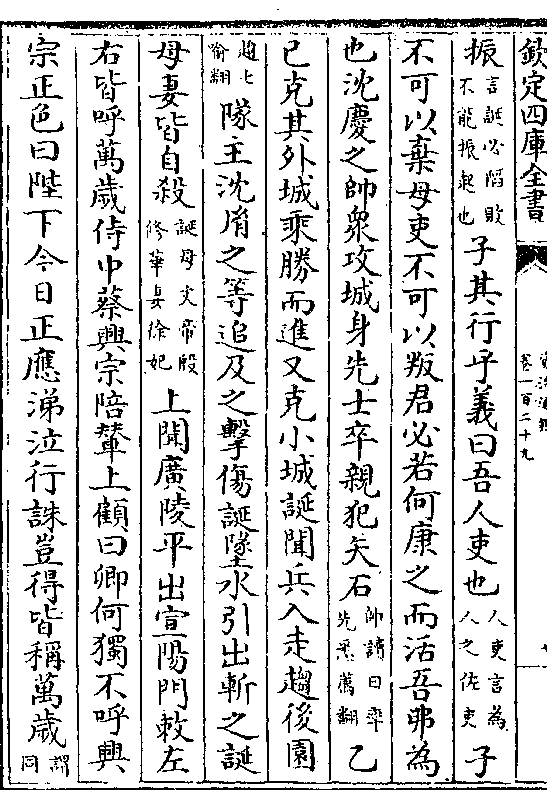 欽定四庫全書
資治通鑑
卷一百二十九
振言誕必陷敗不能振起也子其行乎義曰吾人吏也人吏言為人之佐吏子
不可以棄母吏不可以叛君必若何康之而活吾弗為
也沈慶之帥衆攻城身先士卒親犯矢石帥讀曰率先悉薦翻乙
已克其外城乘勝而進又克小城誕聞兵入走趨後園
趨七喻翻隊主沈胤之等追及之擊傷誕墜水引出斬之誕
母妻皆自殺誕母文帝殷修華妻徐妃上聞廣陵平出宣陽門敕左
右皆呼萬歲侍中蔡興宗陪輦上顧曰卿何獨不呼興
宗正色曰陛下今日正應涕泣行誅豈得皆稱萬歲謂同